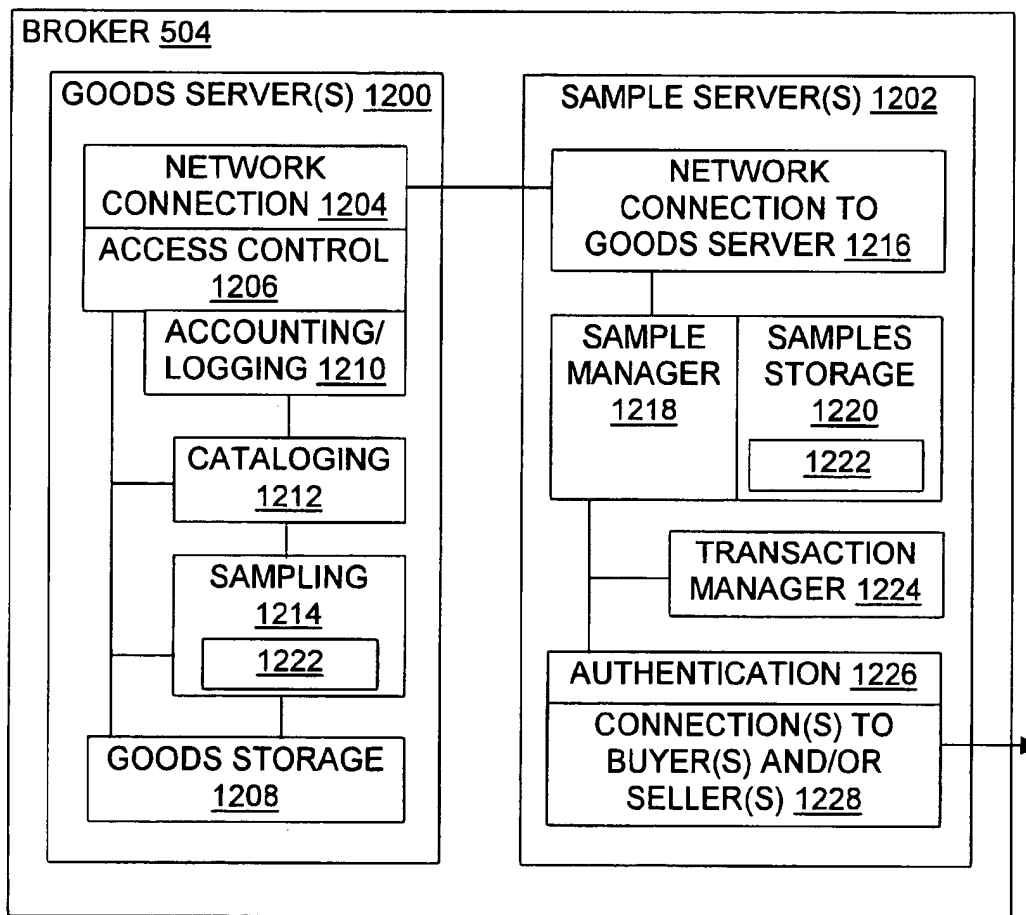 BROKER 504
GOODS SERVER(S) 1200
NETWORK
CONNECTION 1204
ACCESS CONTROL
1206
ACCOUNTING/
LOGGING 1210
CATALOGING
1212
SAMPLING
1214
1222
GOODS STORAGE
1208
SAMPLE SERVER(S) 1202
NETWORK
CONNECTION TO
GOODS SERVER 1216
SAMPLE
MANAGER
1218
SAMPLES
STORAGE
1220
1222
TRANSACTION
MANAGER 1224
AUTHENTICATION 1226
CONNECTION(S) TO
BUYER(S) AND/OR
SELLER(S) 1228